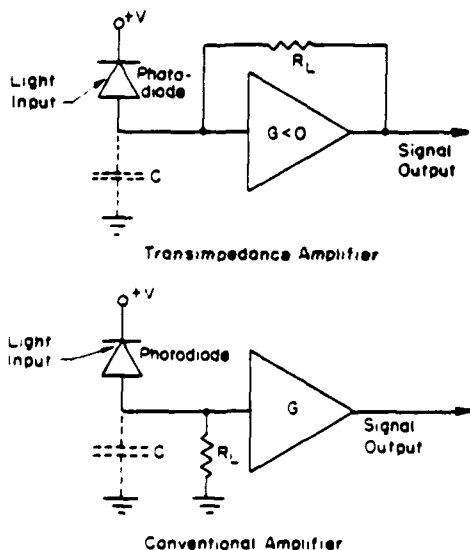 +V
Light
Input
Photo-
diode
R_L
G<0
Signal
Output
C
Transimpedance Amplifier
+V
Light
Input
Photodiode
G
Signal
Output
C
R_L
Conventional Amplifier